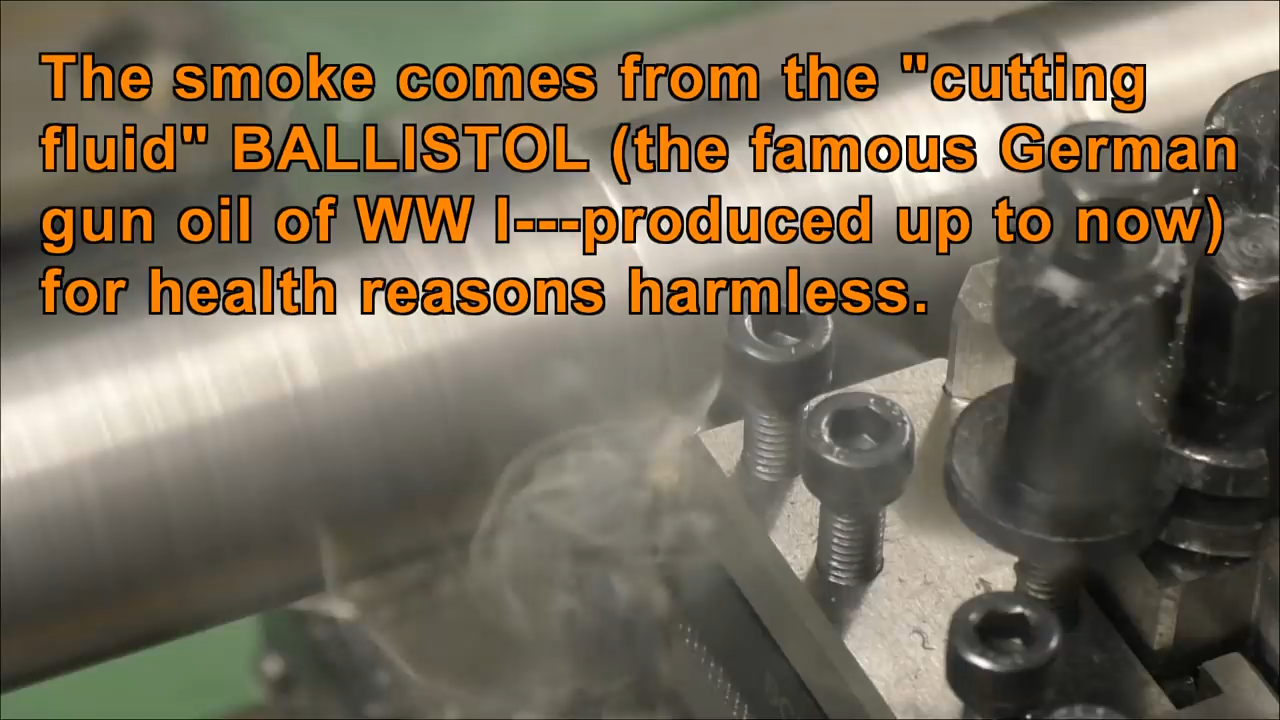 The smoke comes from the "cutting
fluid" BALLISTOL (the famous German
gun oil of WW I---produced up to now)
for health reasons harmless.